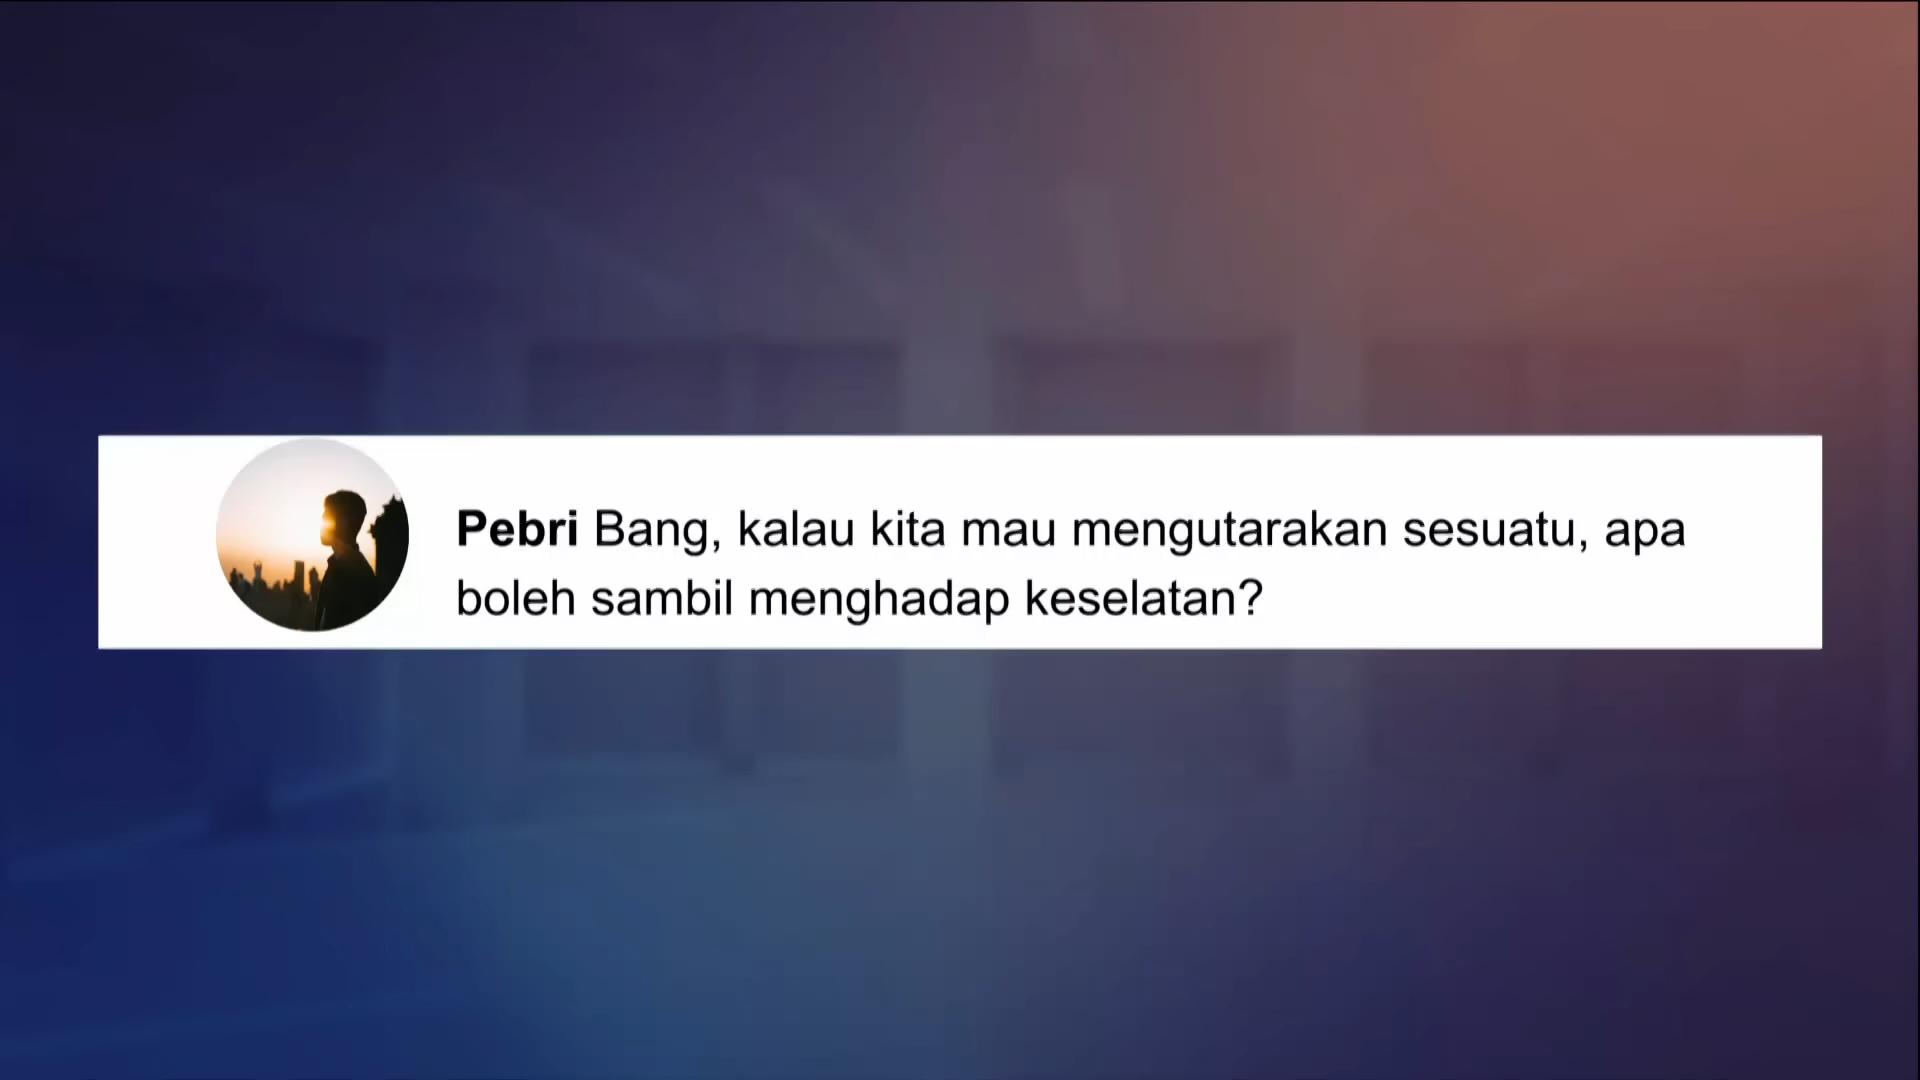 Pebri Bang, kalau kita mau mengutarakan sesuatu, apa
boleh sambil menghadap keselatan?